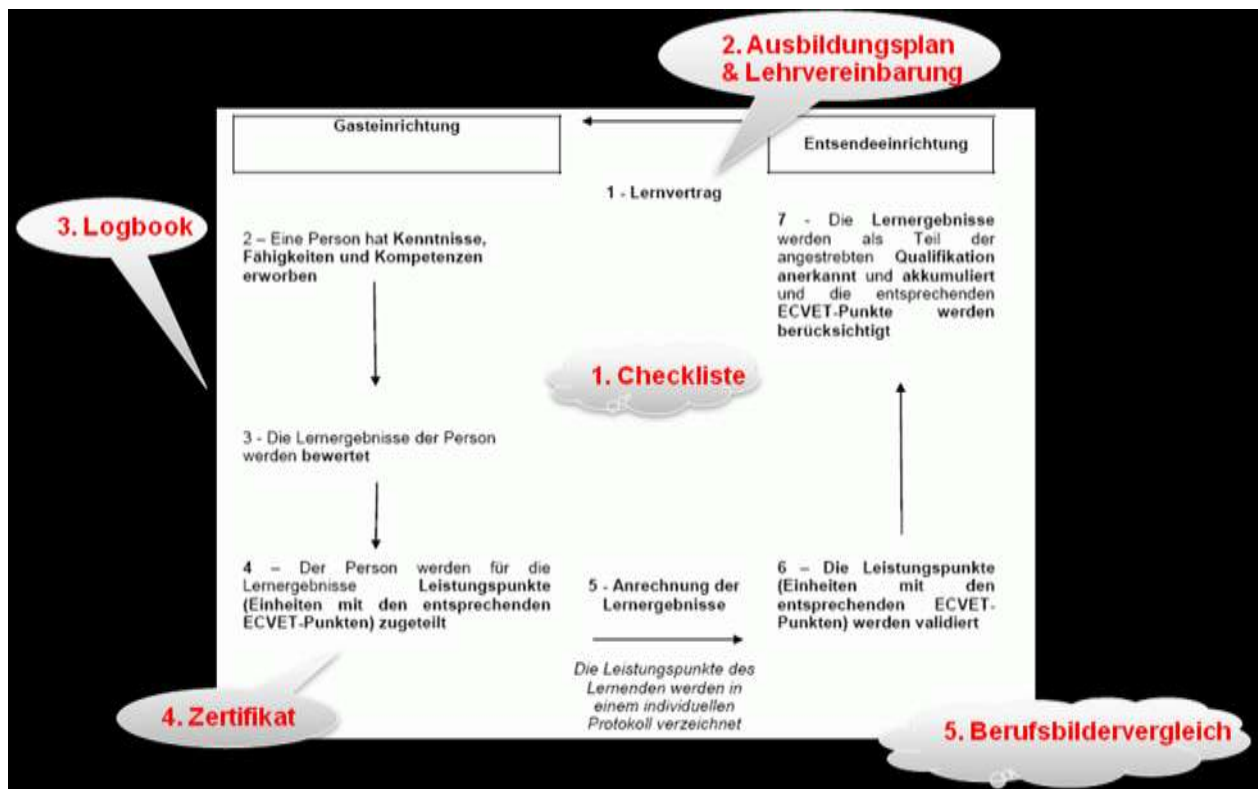 2. Ausbildungsplan
& Lehrvereinbarung
Gasteinrichtung
Entsendeeinrichtung
1 - Lernvertrag
3. Logbook
2 – Eine Person hat Kenntnisse,
Fähigkeiten und Kompetenzen
erworben
7 - Die Lernergebnisse
werden als Teil der
angestrebten Qualifikation
anerkannt und akkumuliert
und die entsprechenden
ECVET-Punkte werden
berücksichtigt
1. Checkliste
3 - Die Lernergebnisse der Person
werden bewertet
4 – Der Person werden für die
Lernergebnisse Leistungspunkte
(Einheiten mit den entsprechenden
ECVET-Punkten) zugeteilt
5 - Anrechnung der
Lernergebnisse
6 – Die Leistungspunkte
(Einheiten mit den
entsprechenden ECVET-
Punkten) werden validiert
Die Leistungspunkte des
Lernenden werden in
einem individuellen
Protokoll verzeichnet
4. Zertifikat
5. Berufsbildervergleich